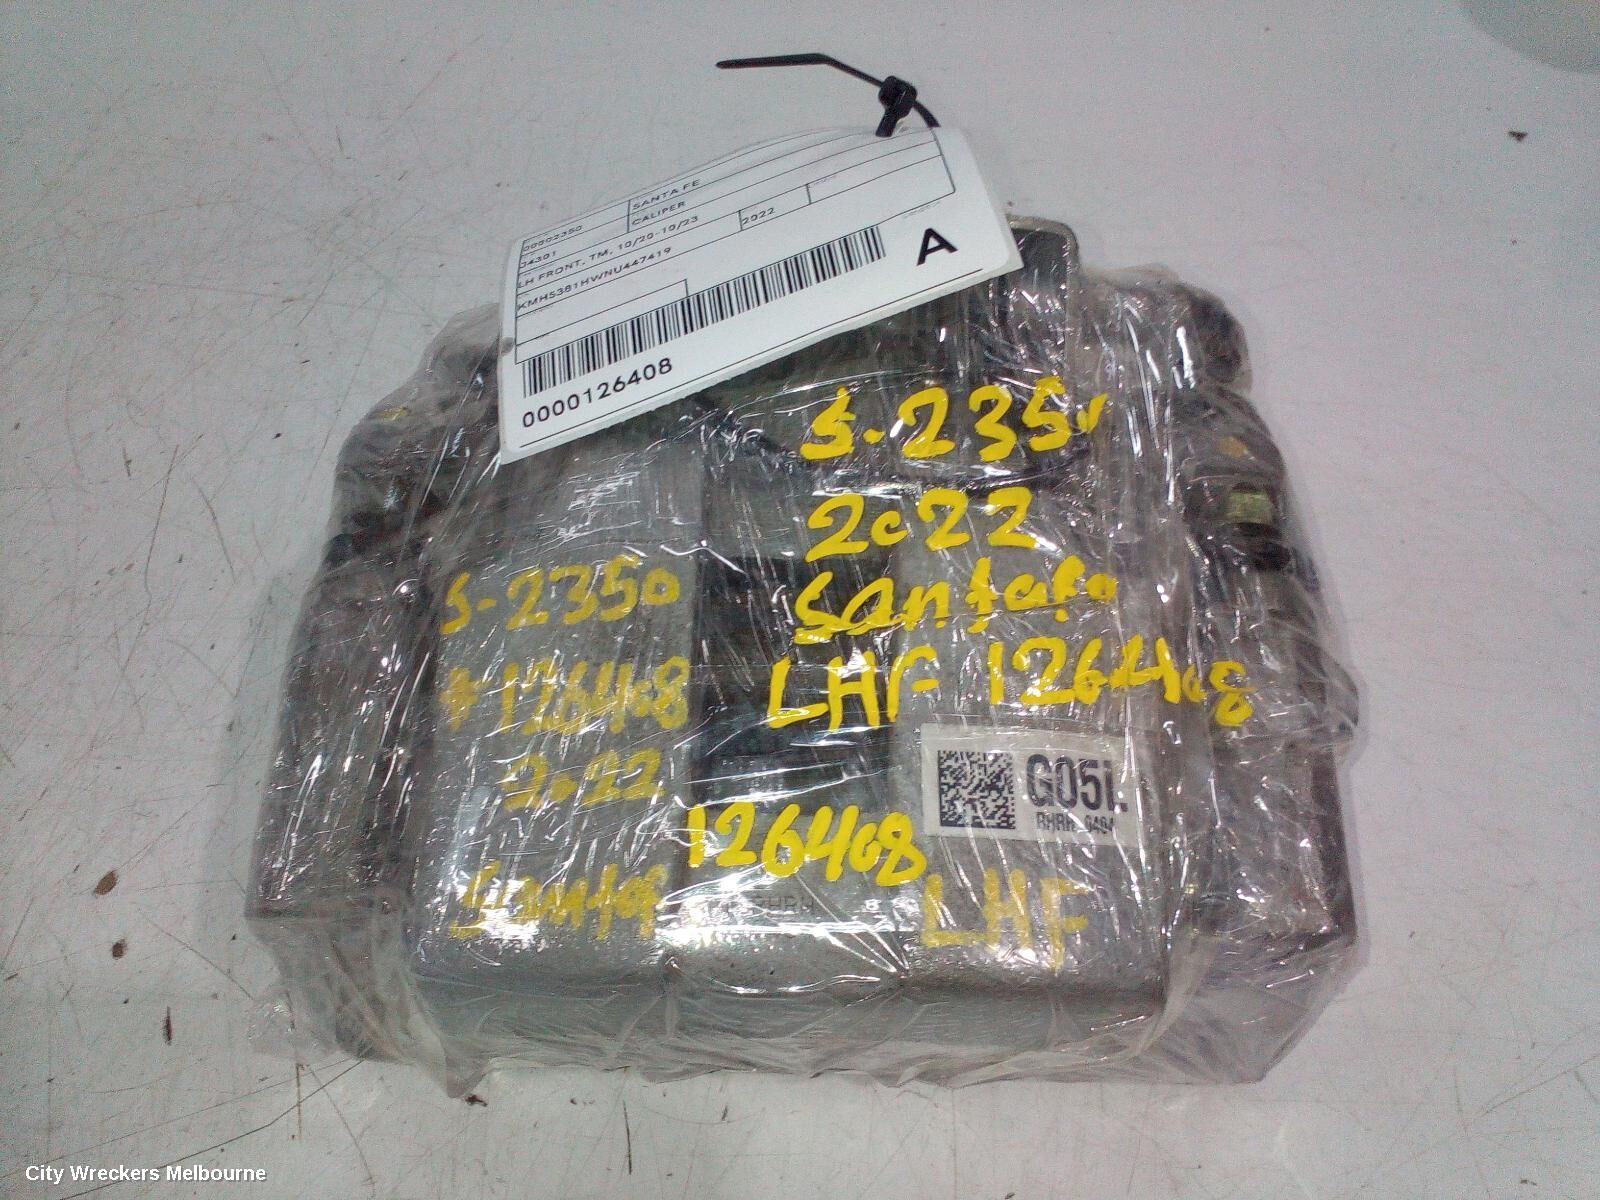 SANTA FE
00002350
CALIPER
04301
LH FRONT, TM, 10/20-10/23
2022
KMHS381HWNU447419
A
0000126408
S-2350
2022
Santafe
LHF 126408
S-2350
# 126408
2022
Santafe
G05L
126408
LHF
City Wreckers Melbourne